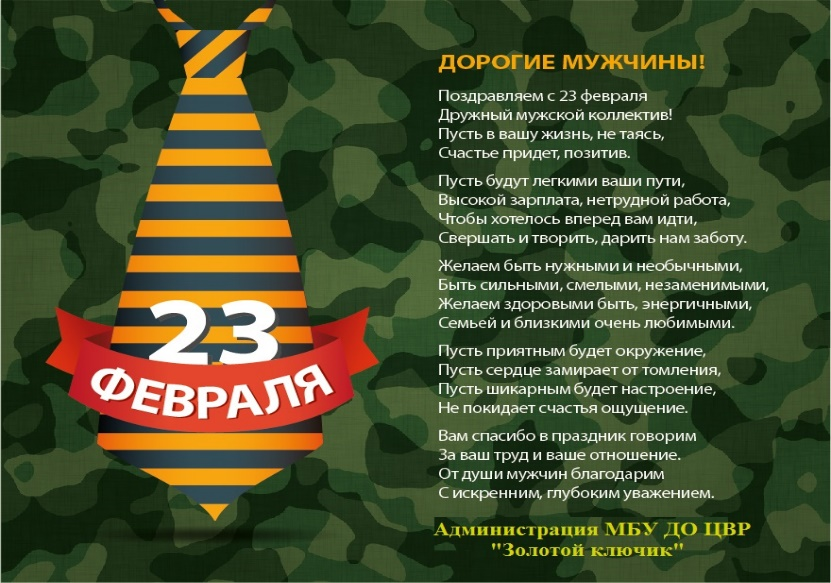 23
ФЕВРАЛЯ
ДОРОГИЕ МУЖЧИНЫ!
Поздравляем с 23 февраля
Дружный мужской коллектив!
Пусть в вашу жизнь, не таясь,
Счастье придет, позитив.
Пусть будут легкими ваши пути,
Высокой зарплата, нетрудной работа,
Чтобы хотелось вперед вам идти,
Свершать и творить, дарить нам заботу.
Желаем быть нужными и необычными,
Быть сильными, смелыми, незаменимыми.
Желаем здоровыми быть, энергичными,
Семьей и близкими очень любимыми.
Пусть приятным будет окружение,
Пусть сердце замирает от томления,
Пусть шикарным будет настроение,
Не покидает счастья ощущение.
Вам спасибо в праздник говорим
За ваш труд и ваше отношение.
От души мужчин благодарим
С искренним, глубоким уважением.
Администрация МБУ ДО ЦВР
"Золотой ключик"